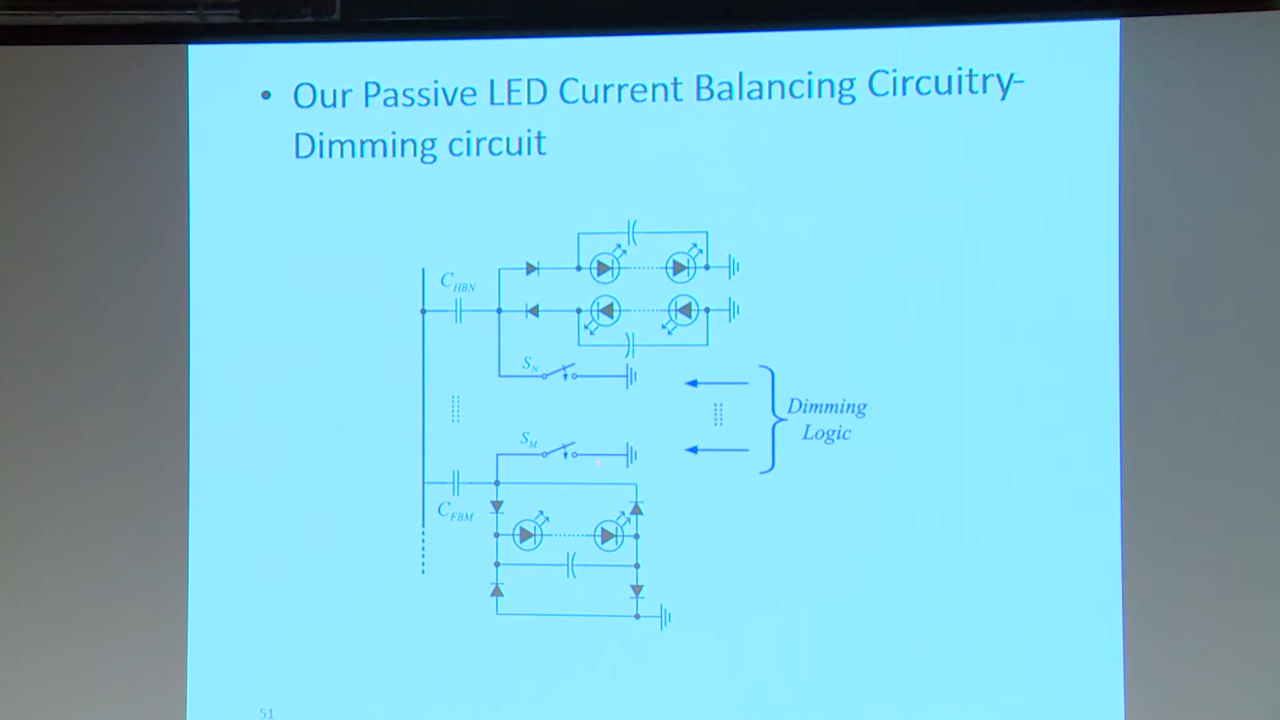 • Our Passive LED Current Balancing Circuitry-
Dimming circuit
C_HBN
S_N
Dimming
Logic
S_M
C_FBM
51